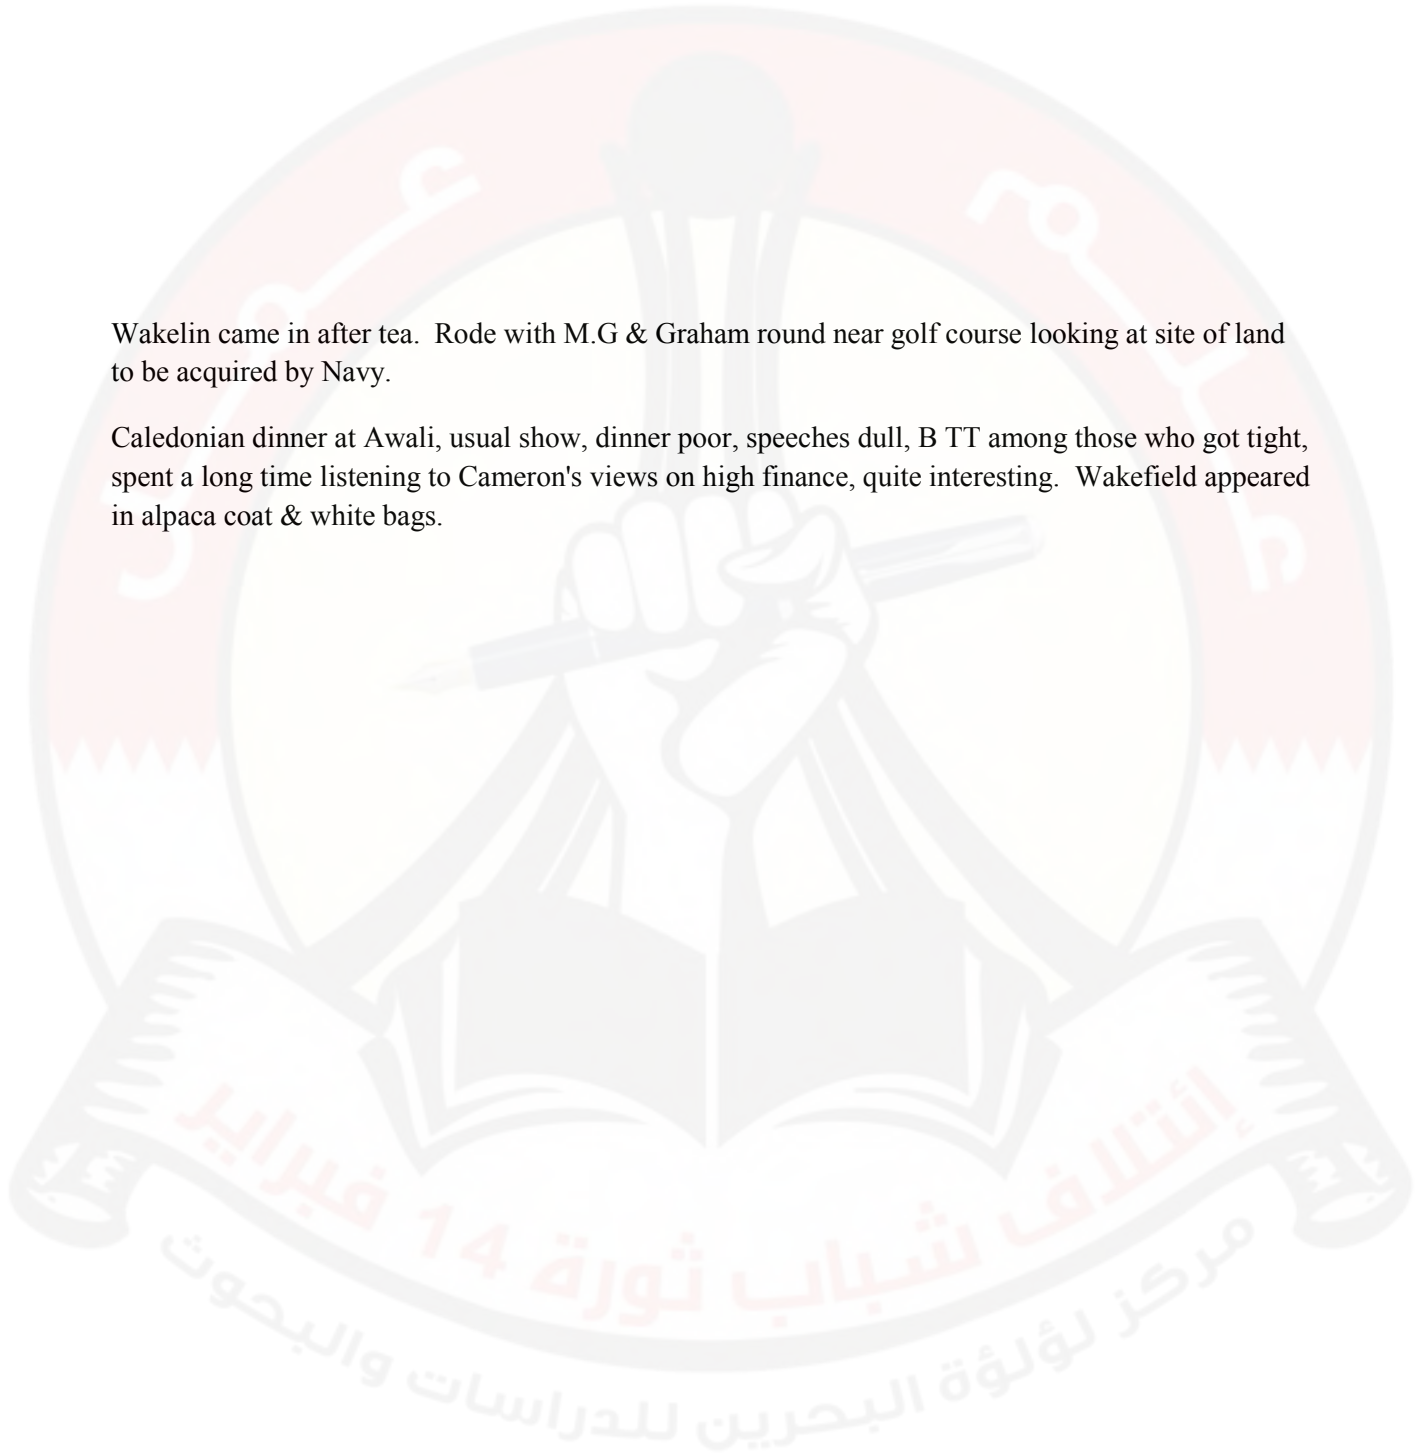 Wakelin came in after tea.  Rode with M.G & Graham round near golf course looking at site of land
to be acquired by Navy.
Caledonian dinner at Awali, usual show, dinner poor, speeches dull, B TT among those who got tight,
spent a long time listening to Cameron's views on high finance, quite interesting.  Wakefield appeared
in alpaca coat & white bags.
حلم عمر
إئتلاف شباب ثورة 14 فبراير
مركز لؤلؤة البحرين للدراسات والبحوث